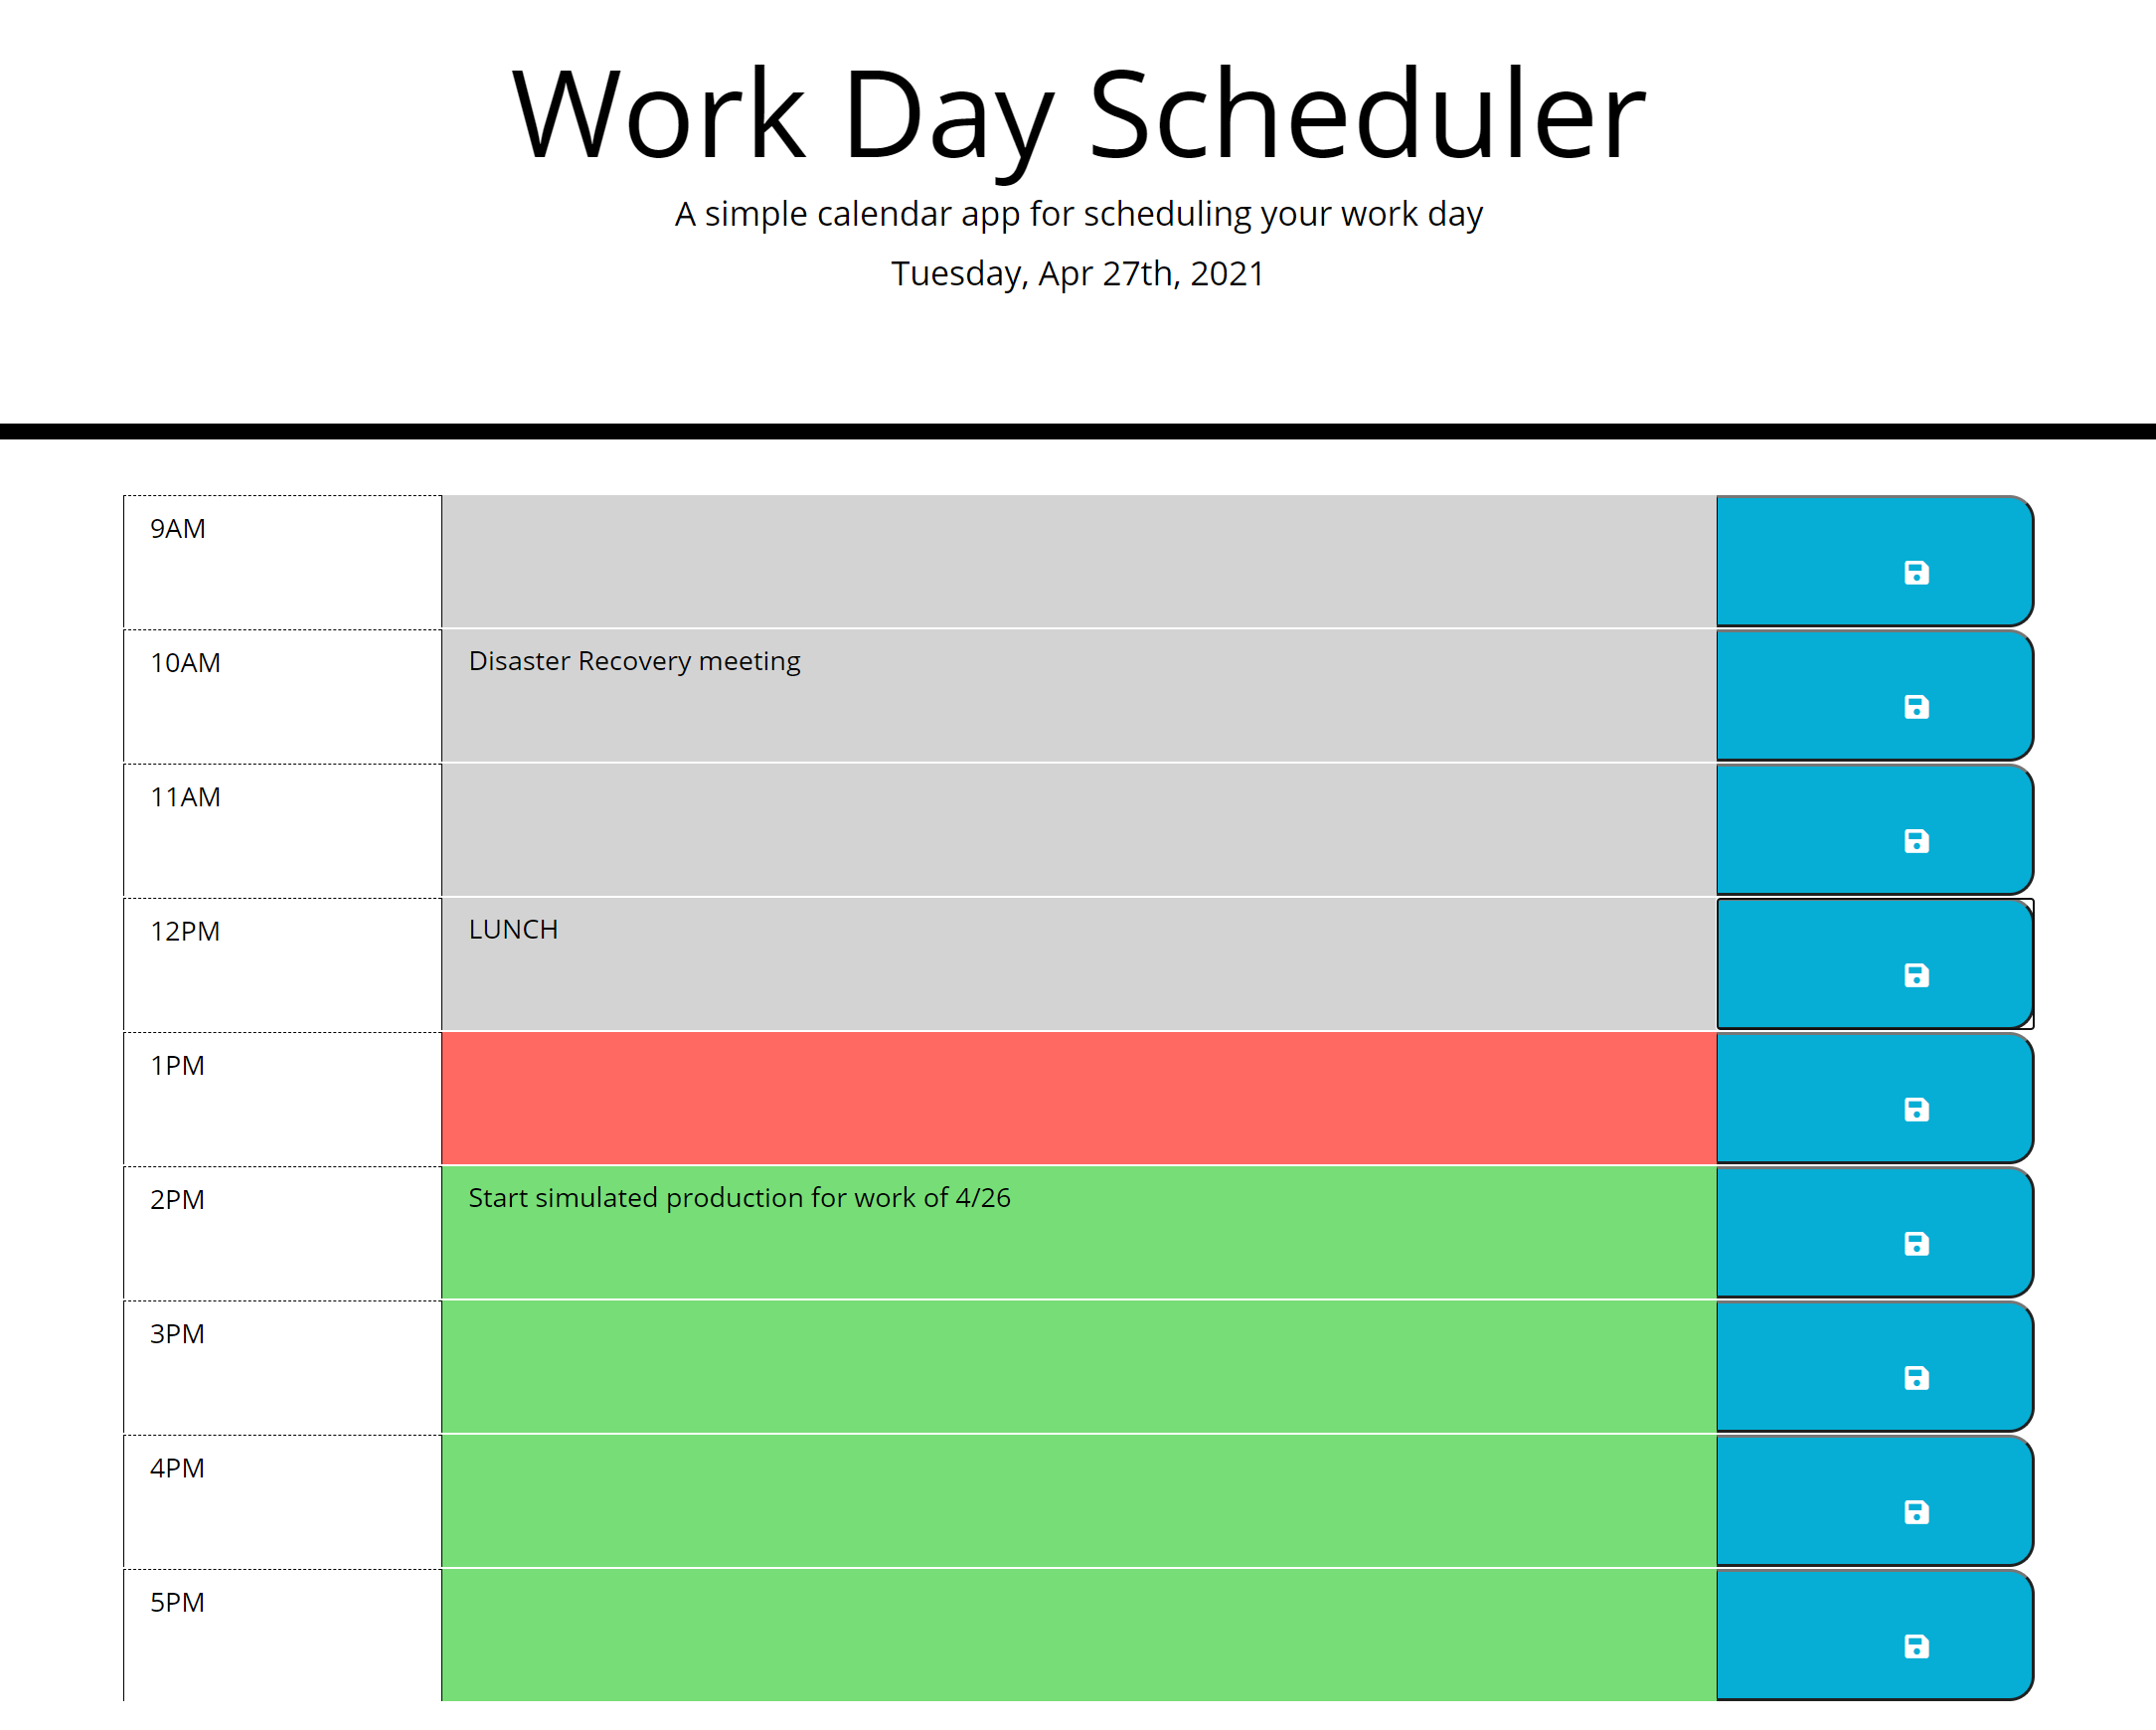 Work Day Scheduler
A simple calendar app for scheduling your work day
Tuesday, Apr 27th, 2021
9AM
10AM Disaster Recovery meeting
11AM
12PM LUNCH
1PM
2PM Start simulated production for work of 4/26
3PM
4PM
5PM